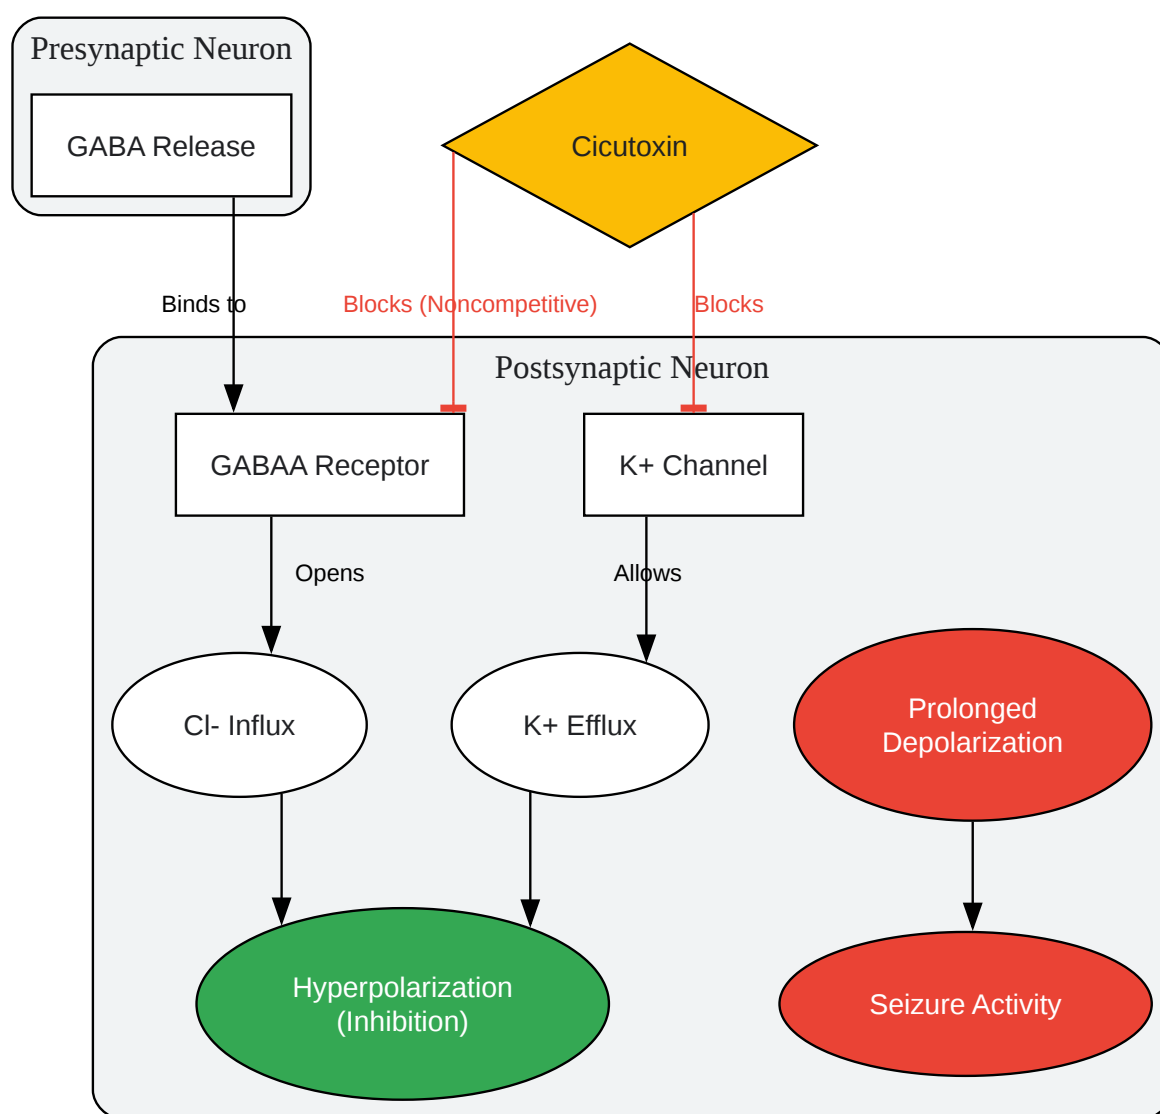 Presynaptic Neuron
GABA Release
Cicutoxin
Binds to
Blocks (Noncompetitive)
Blocks
Postsynaptic Neuron
GABAA Receptor
K+ Channel
Opens
Allows
Cl- Influx
K+ Efflux
Prolonged
Depolarization
Hyperpolarization
(Inhibition)
Seizure Activity